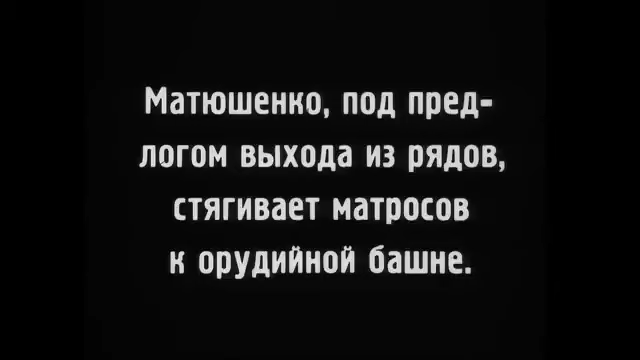 Матюшенко, под пред-
логом выхода из рядов,
стягивает матросов
к орудийной башне.